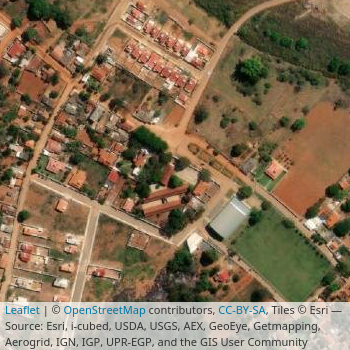 Leaflet | © OpenStreetMap contributors, CC-BY-SA, Tiles © Esri —
Source: Esri, i-cubed, USDA, USGS, AEX, GeoEye, Getmapping,
Aerogrid, IGN, IGP, UPR-EGP, and the GIS User Community